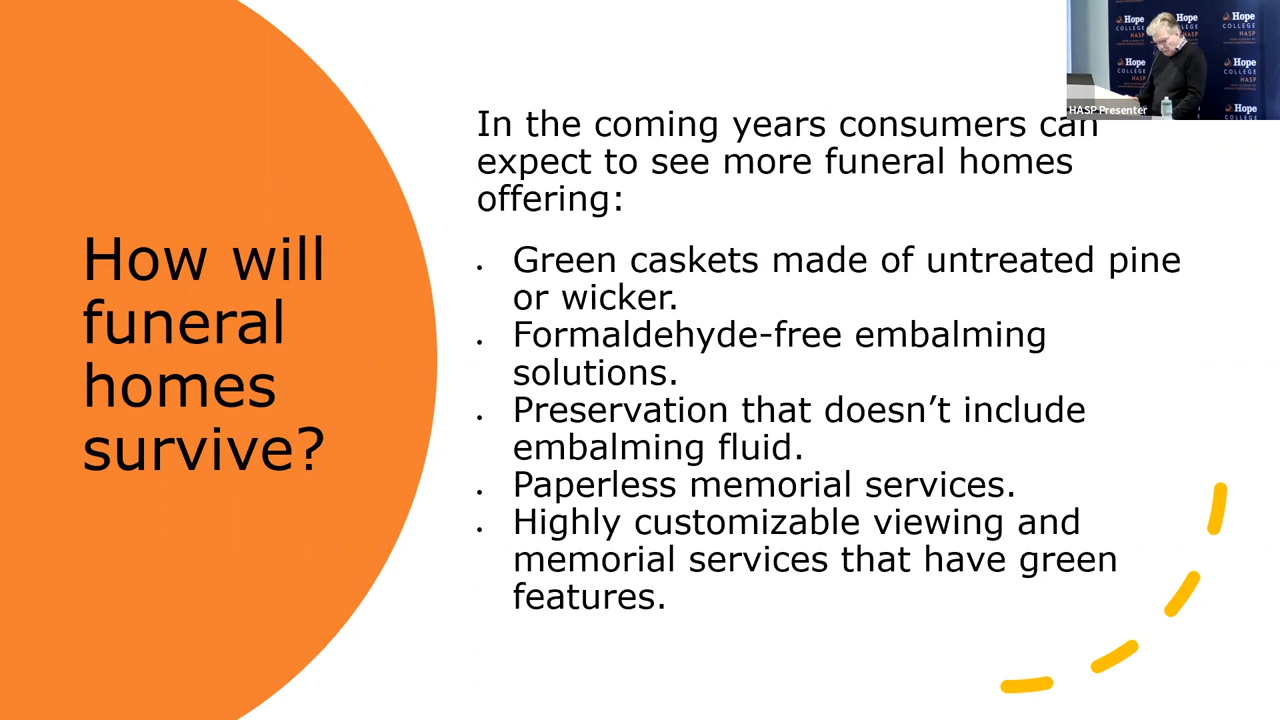 How will
funeral
homes
survive?
In the coming years consumers can
expect to see more funeral homes
offering:
• Green caskets made of untreated pine
or wicker.
• Formaldehyde-free embalming
solutions.
• Preservation that doesn’t include
embalming fluid.
• Paperless memorial services.
• Highly customizable viewing and
memorial services that have green
features.
HASP Presenter
Hope
COLLEGE
HASP
Hope
COLLEGE
HASP
Hope
COLLEGE
HASP
Hope
COLLEGE
Hope
COLLEGE
HASP
Hope